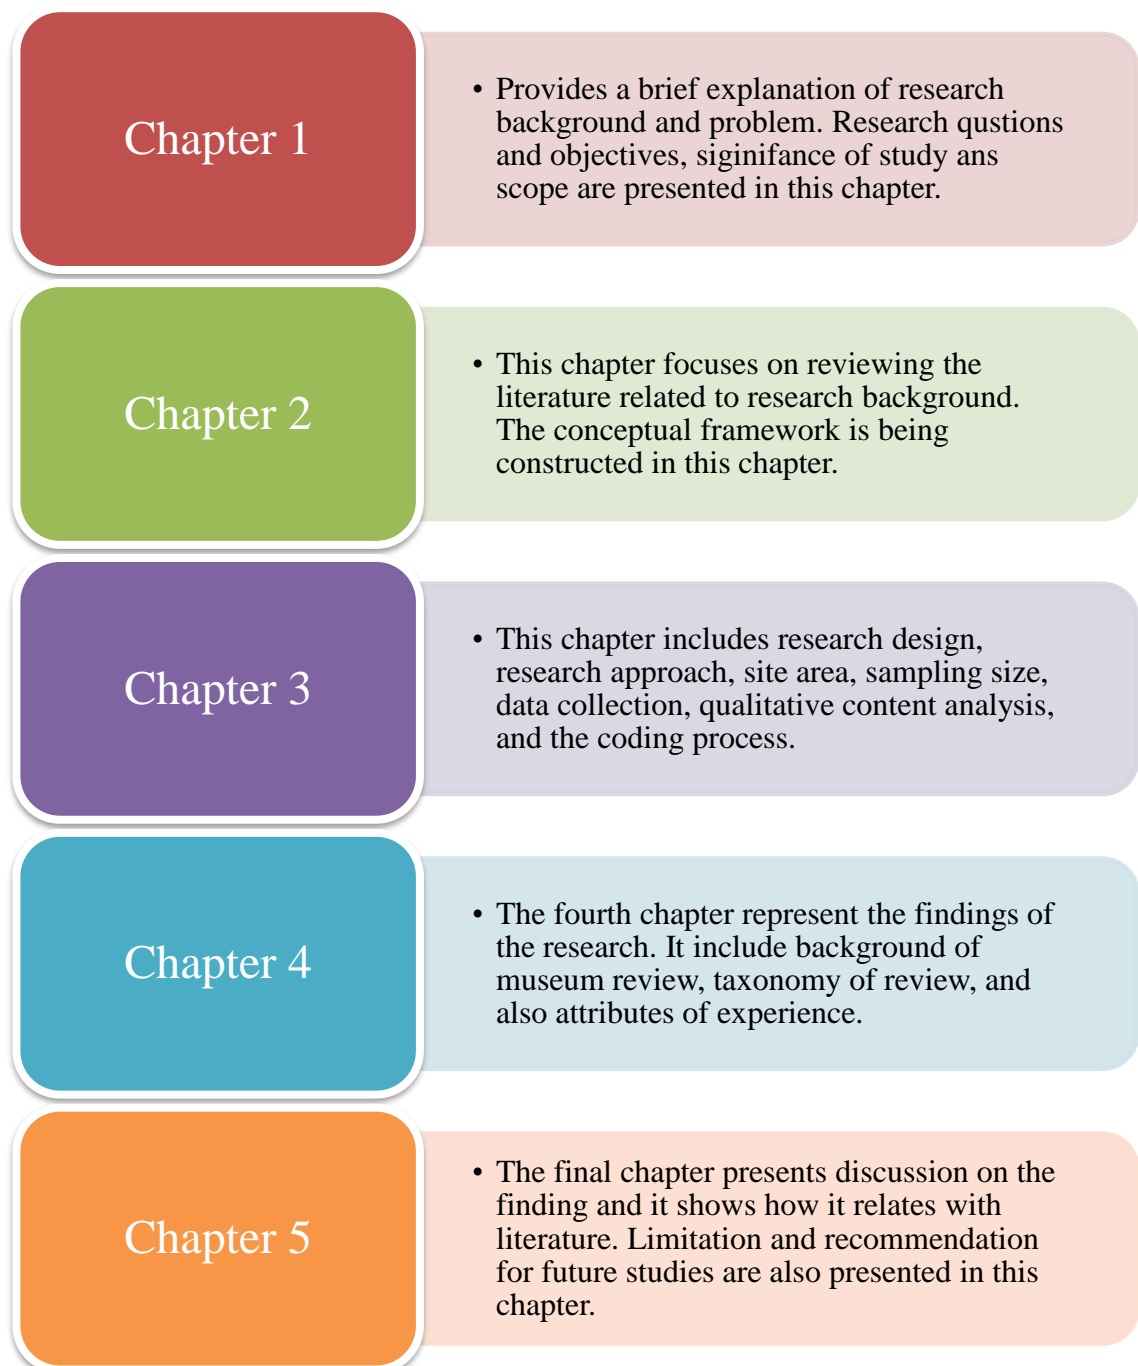 Chapter 1
• Provides a brief explanation of research
background and problem. Research qustions
and objectives, siginifance of study ans
scope are presented in this chapter.
Chapter 2
• This chapter focuses on reviewing the
literature related to research background.
The conceptual framework is being
constructed in this chapter.
Chapter 3
• This chapter includes research design,
research approach, site area, sampling size,
data collection, qualitative content analysis,
and the coding process.
Chapter 4
• The fourth chapter represent the findings of
the research. It include background of
museum review, taxonomy of review, and
also attributes of experience.
Chapter 5
• The final chapter presents discussion on the
finding and it shows how it relates with
literature. Limitation and recommendation
for future studies are also presented in this
chapter.